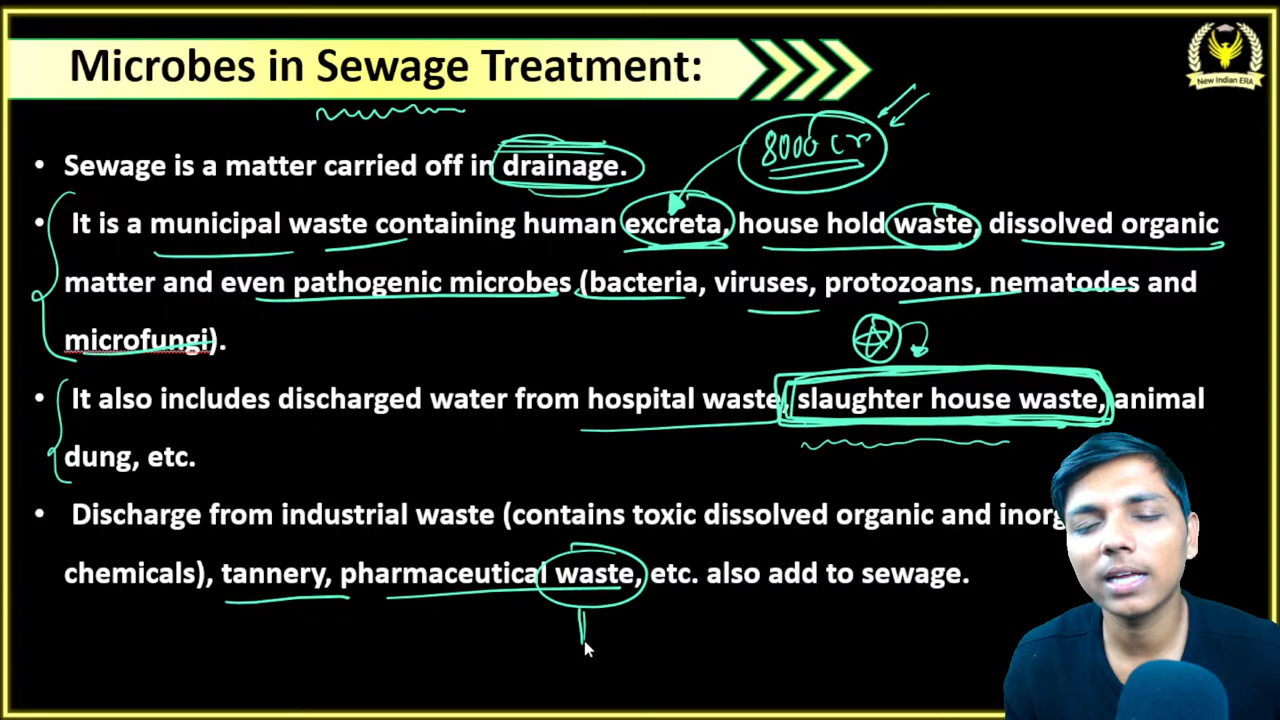 Microbes in Sewage Treatment:
New Indian ERA
8000 cr
• Sewage is a matter carried off in drainage.
• It is a municipal waste containing human excreta, house hold waste, dissolved organic
matter and even pathogenic microbes (bacteria, viruses, protozoans, nematodes and
microfungi).
• It also includes discharged water from hospital waste, slaughter house waste, animal
dung, etc.
• Discharge from industrial waste (contains toxic dissolved organic and
chemicals), tannery, pharmaceutical waste, etc. also add to sewage.